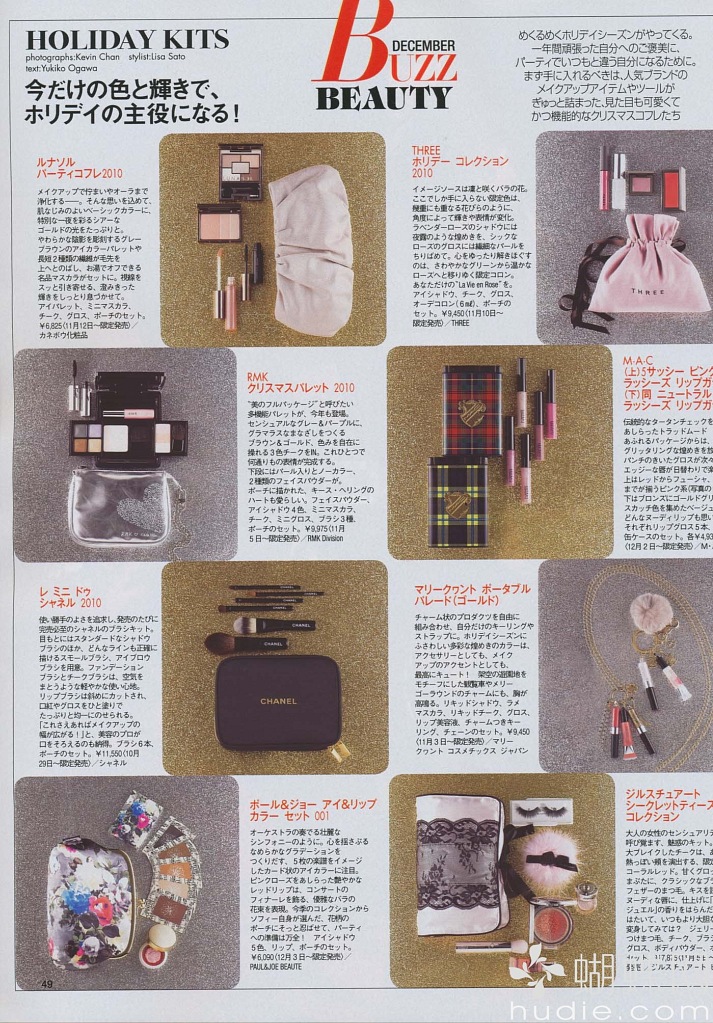 HOLIDAY KITS
photographs:Kevin Chan stylist:Lisa Sato
text:Yukiko Ogawa
今だけの色と輝きで、
ホリデイの主役になる!
DECEMBER
BUZZ
BEAUTY
めくるめくホリデイシーズンがやってくる。
一年間頑張った自分へのご褒美に、
パーティでいつもと違う自分になるために。
まず手に入れるべきは、人気ブランドの
メイクアップアイテムやツールが
ぎゅっと詰まった、見た目も可愛くて
かつ機能的なクリスマスコフレたち
ルナソル
パーティコフレ2010
メイクアップで佇まいやオーラまで
浄化する――。そんな思いを込めて、
肌なじみのよいベーシックカラーに、
特別な一夜を彩るシアーな
ゴールドの光をたっぷりと。
やわらかな陰影を彫刻するグレー
ブラウンのアイカラーパレットや
長短2種類の繊維が毛先を
上へとのばし、お湯でオフできる
名品マスカラがセットに。視線を
スッと引き寄せる、澄みきった
輝きをしっとり息づかせて。
アイパレット、ミニマスカラ、
チーク、グロス、ポーチのセット。
¥6,825(11月12日〜限定発売)/
カネボウ化粧品
THREE
ホリデー コレクション
2010
イメージソースは凛と咲くバラの花。
ここでしか手に入らない限定色は、
幾重にも重なる花びらのように、
角度によって輝きや表情が変化。
ラベンダーローズのシャドウには
夜露のような煌めきを、シックな
ローズのグロスには繊細なパールを
ちりばめて。心をゆったり解きほぐす
のは、さわやかなグリーンから温かな
ローズへと移りゆく限定コロン。
あなただけの"La Vie en Rose"を。
アイシャドウ、チーク、グロス、
オーデコロン(6㎖)、ポーチの
セット。¥9,450(11月10日〜
限定発売)/THREE
THREE
RMK
クリスマスパレット 2010
"美のフルパッケージ"と呼びたい
多機能パレットが、今年も登場。
センシュアルなグレー&パープルに、
グラマラスなまなざしをつくる
ブラウン&ゴールド、色みを自在に
操れる3色チークをIN。これひとつで
何通りもの表情が完成する。
下段にはパール入りとノーカラー、
2種類のフェイスパウダーが。
ポーチに描かれた、キース・ヘリングの
ハートも愛らしい。フェイスパウダー、
アイシャドウ4色、ミニマスカラ、
チーク、ミニグロス、ブラシ3種、
ポーチのセット。¥9,975(11月
5日〜限定発売)/RMK Division
M・A・C
(上)5サッシー ピンク
ラッシーズ リップガ
(下)同 ニュートラル
ラッシーズ リップガ
伝統的なタータンチェックを
あしらったトラッドムード
あふれるパッケージからは、
グリッタリングな煌めきを放
パンチのきいたグロスが次々
エッジーな唇が日替わりで楽
上はレッドからフューシャ、
までが揃うピンク系(写真の
下はブロンズにゴールドグリ
スカッチ色を集めたベージュ
どんなヌーディリップも思い
それぞれリップグロス5本、
缶ケースのセット。各¥4,93
(12月2日〜限定発売)/M・A
レ ミニ ドゥ
シャネル 2010
使い勝手のよさを追求し、発売のたびに
完売必至のシャネルのブラシキット。
目もとにはスタンダードなシャドウ
ブラシのほか、どんなラインも正確に
描けるスモールブラシ、アイブロウ
ブラシを用意。ファンデーション
ブラシとチークブラシは、空気を
まとうような軽やかな使い心地。
リップブラシは斜めにカットされ、
口紅やグロスをひと塗りで
たっぷりと均一にのせられる。
「これさえあればメイクアップの
幅が広がる!」と、美容のプロが
口をそろえるのも納得。ブラシ6本、
ポーチのセット。¥11,550(10月
29日〜限定発売)/シャネル
CHANEL
CHANEL
CHANEL
マリークヮント ポータブル
パレード(ゴールド)
チャーム状のプロダクツを自由に
組み合わせ、自分だけのキーリングや
ストラップに。ホリデイシーズンに
ふさわしい多彩な煌めきのカラーは、
アクセサリーとしても、メイク
アップのアクセントとしても、
最高にキュート! 架空の遊園地を
モチーフにした観覧車やメリー
ゴーラウンドのチャームにも、胸が
高鳴る。リキッドシャドウ、ラメ
マスカラ、リキッドチーク、グロス、
リップ美容液、チャームつきキー
リング、チェーンのセット。¥9,450
(11月3日〜限定発売)/マリー
クヮント コスメチックス ジャパン
ポール&ジョー アイ&リップ
カラー セット 001
オーケストラの奏でる壮麗な
シンフォニーのように。心を揺さぶる
なめらかなグラデーションを
つくりだす、5枚の楽譜をイメージ
したカード状のアイカラーに注目。
ピンクローズをあしらった艶やかな
レッドリップは、コンサートの
フィナーレを飾る、優雅なバラの
花束を表現。今季のコレクションから
ソフィー自身が選んだ、花柄の
ポーチにそっと忍ばせて、パーティ
への準備は万全! アイシャドウ
5色、リップ、ポーチのセット。
¥6,090(12月3日〜限定発売)/
PAUL&JOE BEAUTE
ジルスチュアート
シークレットティーズ
コレクション
大人の女性のセンシュアリテ
呼び覚ます、魅惑のキット。
大ブレイクしたチークは、あ
熱っぽい頬を演出する、限定
コーラルレッド。甘くグロッ
まぶたに、クラシックなブラ
フェザーのまつ毛。キスを誘
ヌーディな唇に、仕上げに「
ジュエル」の香りをはらんだ
はたいて、いつもより大胆な
変身してみては? ジェリー
つけまつ毛、チーク、ブラシ
グロス、ボディパウダー、ポ
49
hudie.com